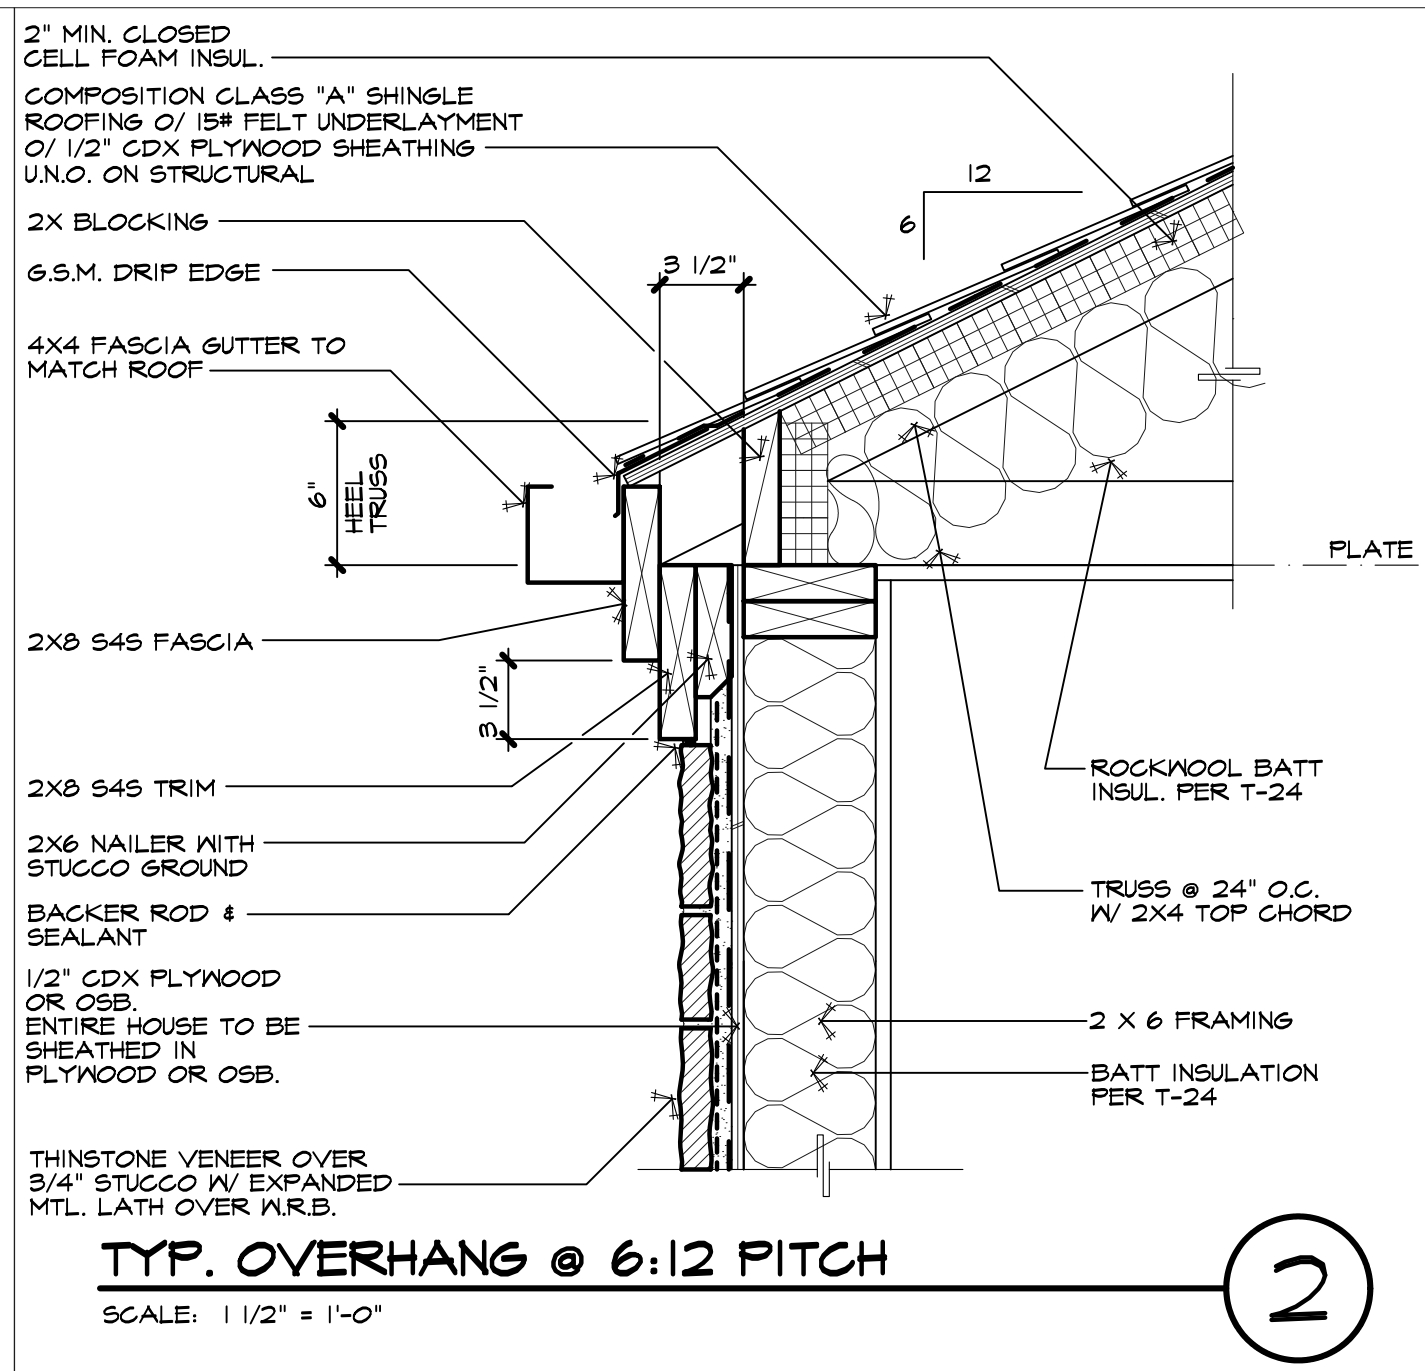 2" MIN. CLOSED
CELL FOAM INSUL.
COMPOSITION CLASS "A" SHINGLE
ROOFING O/ 15# FELT UNDERLAYMENT
O/ 1/2" CDX PLYWOOD SHEATHING
U.N.O. ON STRUCTURAL
2X BLOCKING
G.S.M. DRIP EDGE
4X4 FASCIA GUTTER TO
MATCH ROOF
12
6
3 1/2"
6"
HEEL
TRUSS
PLATE
2X8 S4S FASCIA
3 1/2"
2X8 S4S TRIM
2X6 NAILER WITH
STUCCO GROUND
BACKER ROD &
SEALANT
1/2" CDX PLYWOOD
OR OSB.
ENTIRE HOUSE TO BE
SHEATHED IN
PLYWOOD OR OSB.
THINSTONE VENEER OVER
3/4" STUCCO W/ EXPANDED
MTL. LATH OVER W.R.B.
ROCKWOOL BATT
INSUL. PER T-24
TRUSS @ 24" O.C.
W/ 2X4 TOP CHORD
2 X 6 FRAMING
BATT INSULATION
PER T-24
TYP. OVERHANG @ 6:12 PITCH
SCALE: 1 1/2" = 1'-0"
2